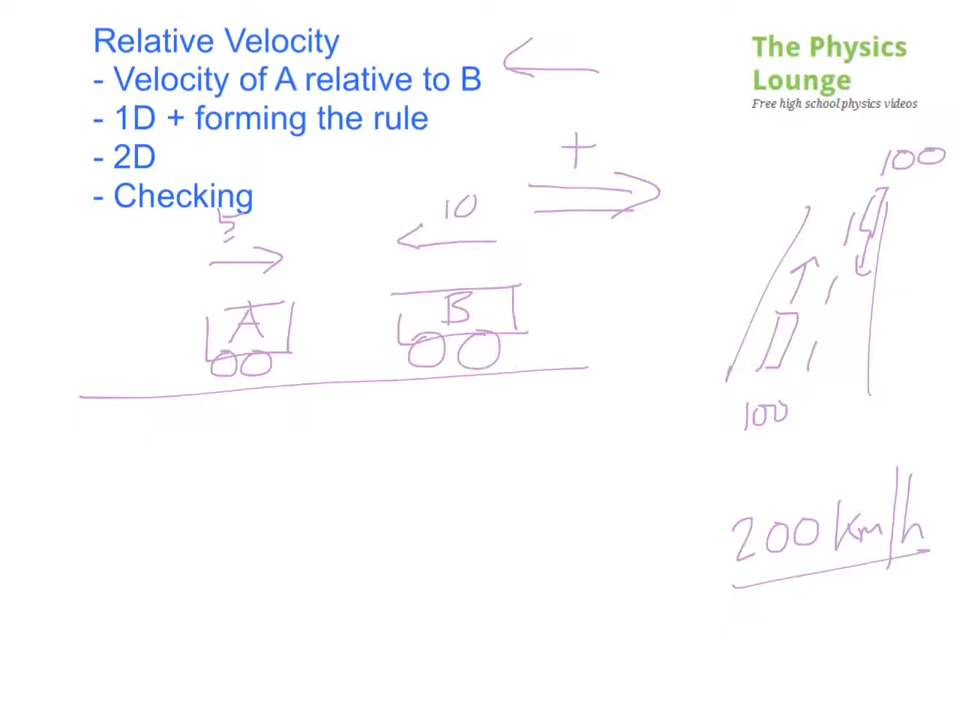 Relative Velocity
- Velocity of A relative to B
- 1D + forming the rule
- 2D
- Checking
The Physics
Lounge
Free high school physics videos
+
100
5
10
A
B
100
200 km/h